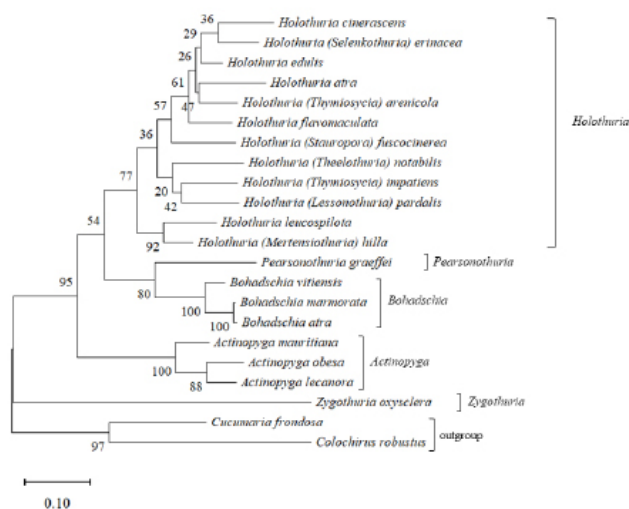 36
Holothuria cinerascens
29
Holothuria (Selenkothuria) erinacea
26
Holothuria edulis
61
Holothuria atra
47
Holothuria (Thymiosycia) arenicola
57
Holothuria flavomaculata
Holothuria
36
Holothuria (Stauropora) fuscocinerea
Holothuria (Theelothuria) notabilis
77
Holothuria (Thymiosycia) impatiens
20
42
Holothuria (Lessonothuria) pardalis
54
Holothuria leucospilota
92
Holothuria (Mertensiothuria) hilla
Pearsonothuria graeffei
Pearsonothuria
95
80
Bohadschia vitiensis
Bohadschia marmorata
Bohadschia
100
100
Bohadschia atra
Actinopyga mauritiana
Actinopyga obesa
Actinopyga
100
88
Actinopyga lecanora
Zygothuria oxysclera
Zygothuria
Cucumaria frondosa
outgroup
97
Colochirus robustus
0.10